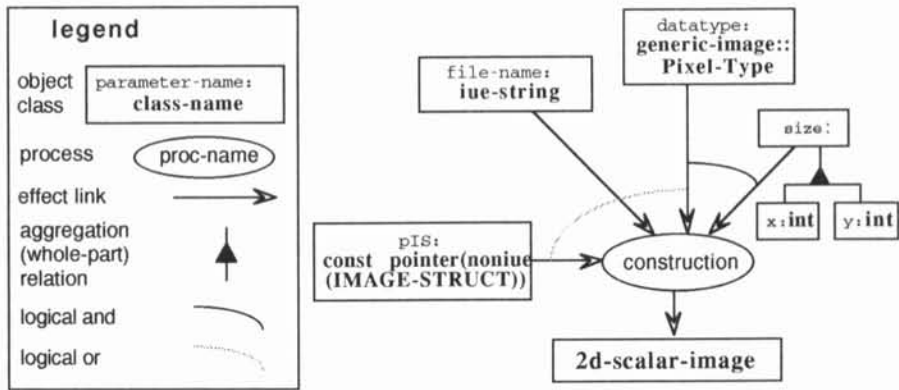 legend
object
class
parameter-name:
class-name
process
proc-name
effect link
aggregation
(whole-part)
relation
logical and
logical or
datatype:
generic-image::
Pixel-Type
file-name:
iue-string
size:
x:int
y:int
pIS:
const pointer(noniue
(IMAGE-STRUCT))
construction
2d-scalar-image